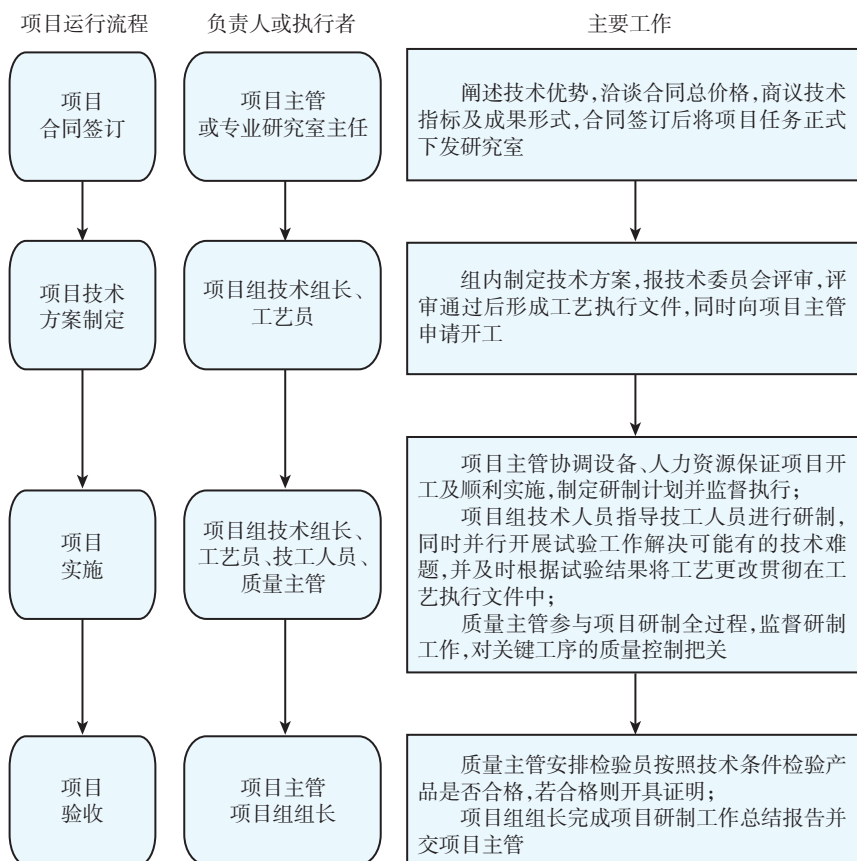 项目运行流程 负责人或执行者 主要工作
项目
合同签订
项目主管
或专业研究室主任
阐述技术优势,洽谈合同总价格,商议技术
指标及成果形式,合同签订后将项目任务正式
下发研究室
项目技术
方案制定
项目组技术组长、
工艺员
组内制定技术方案,报技术委员会评审,评
审通过后形成工艺执行文件,同时向项目主管
申请开工
项目
实施
项目组技术组长、
工艺员、技工人员、
质量主管
项目主管协调设备、人力资源保证项目开
工及顺利实施,制定研制计划并监督执行;
项目组技术人员指导技工人员进行研制,
同时并行开展试验工作解决可能有的技术难
题,并及时根据试验结果将工艺更改贯彻在工
艺执行文件中;
质量主管参与项目研制全过程,监督研制
工作,对关键工序的质量控制把关
项目
验收
项目主管
项目组组长
质量主管安排检验员按照技术条件检验产
品是否合格,若合格则开具证明;
项目组组长完成项目研制工作总结报告并
交项目主管